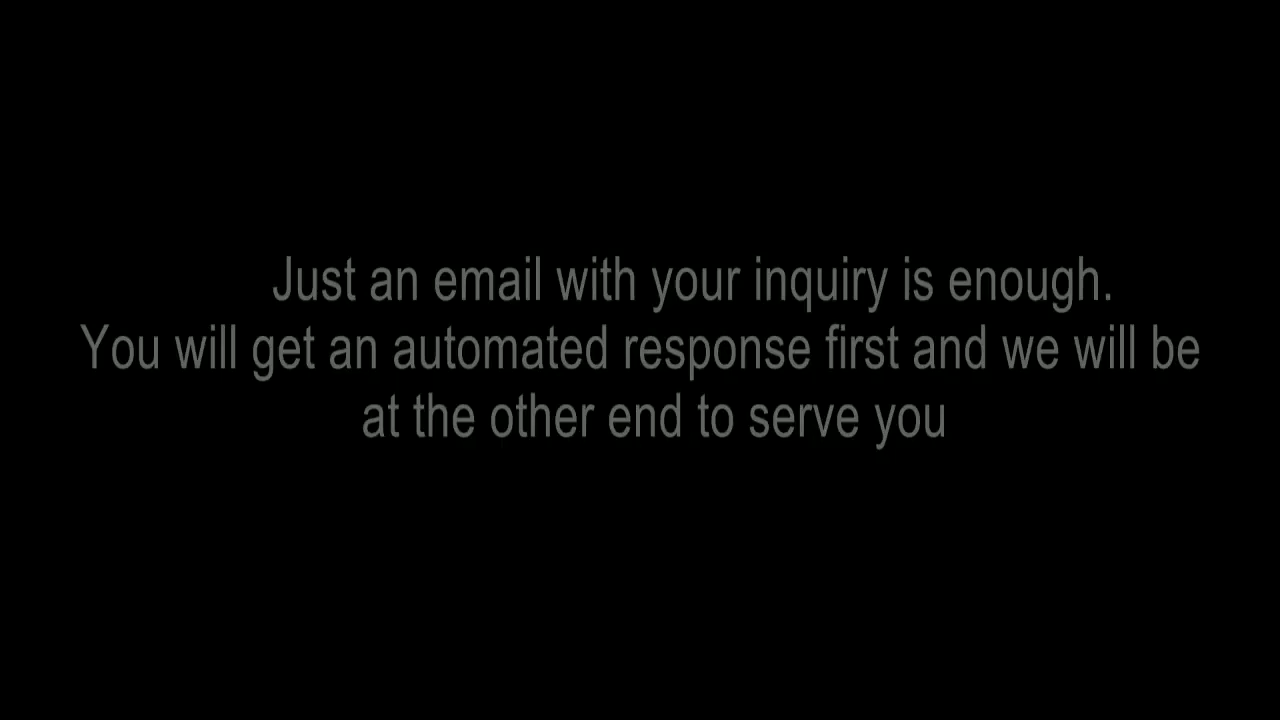 Just an email with your inquiry is enough.
You will get an automated response first and we will be
at the other end to serve you